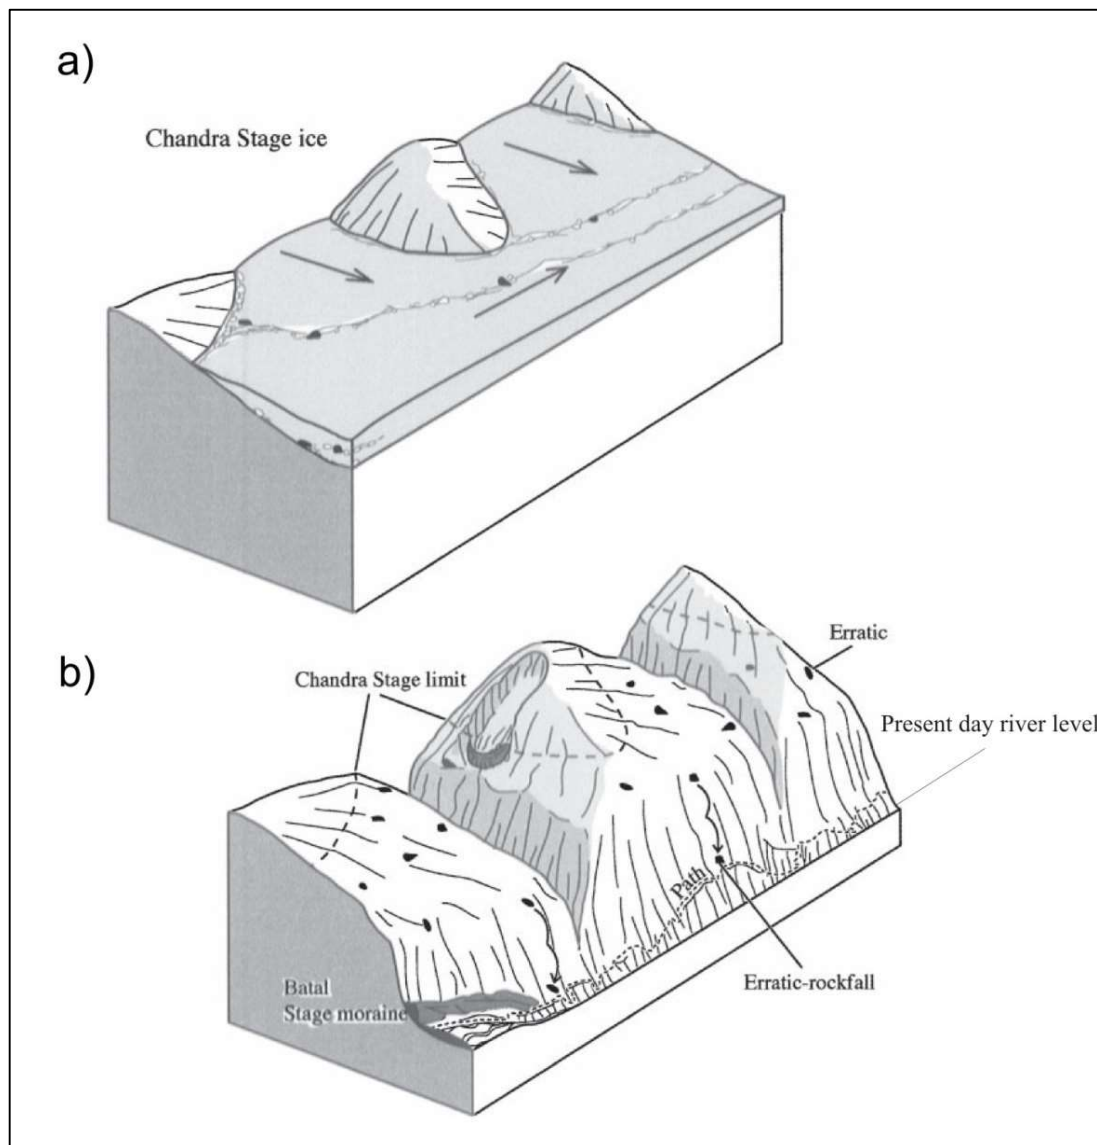 a)
Chandra Stage ice
b)
Chandra Stage limit
Erratic
Present day river level
Path
Erratic-rockfall
Batal
Stage moraine